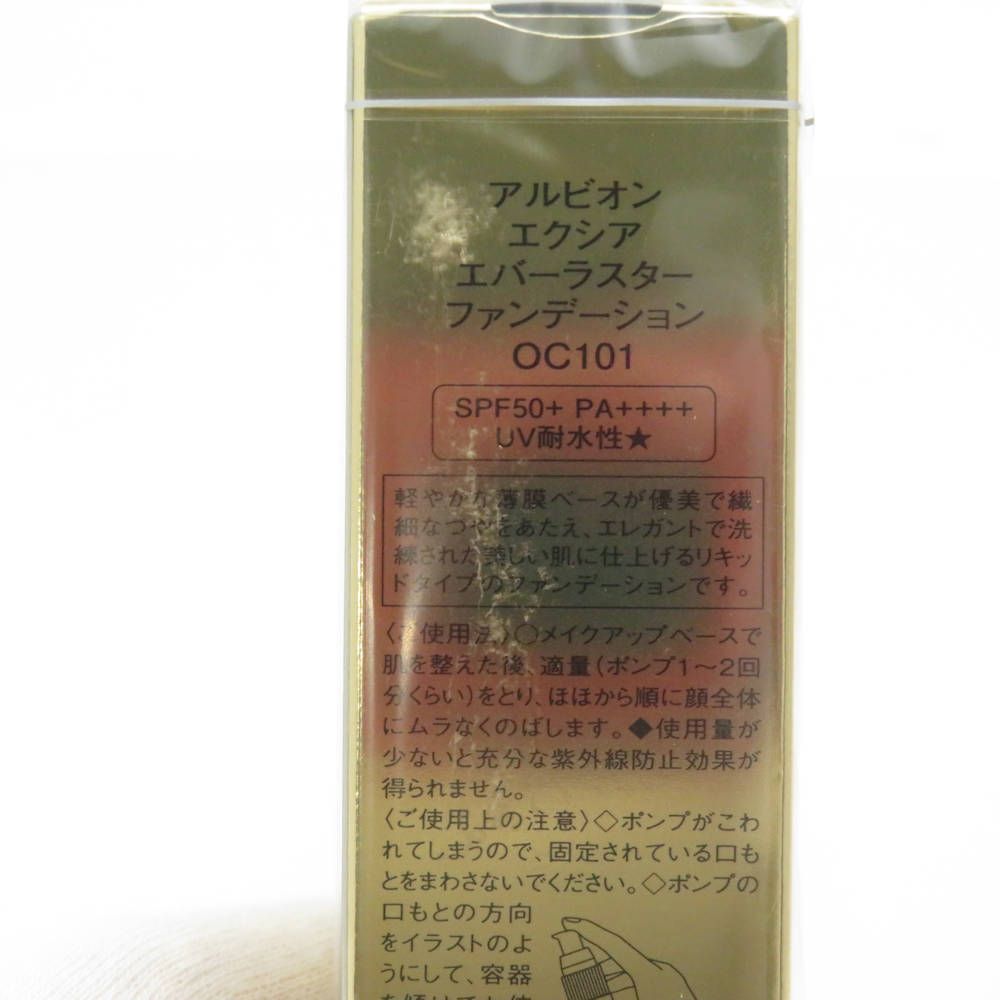 アルビオン
エクシア
エバーラスター
ファンデーション
OC101
SPF50+ PA++++
UV耐水性★
軽やかな薄膜ベースが優美で繊
細なつやをあたえ、エレガントで洗
練された美しい肌に仕上げるリキッ
ドタイプのファンデーションです。
〈ご使用法〉○メイクアップベースで
肌を整えた後、適量(ポンプ1〜2回
分くらい)をとり、ほほから順に顔全体
にムラなくのばします。◆使用量が
少ないと充分な紫外線防止効果が
得られません。
〈ご使用上の注意〉◇ポンプがこわ
れてしまうので、固定されている口も
とをまわさないでください。◇ポンプの
口もとの方向
をイラストのよ
うにして、容器